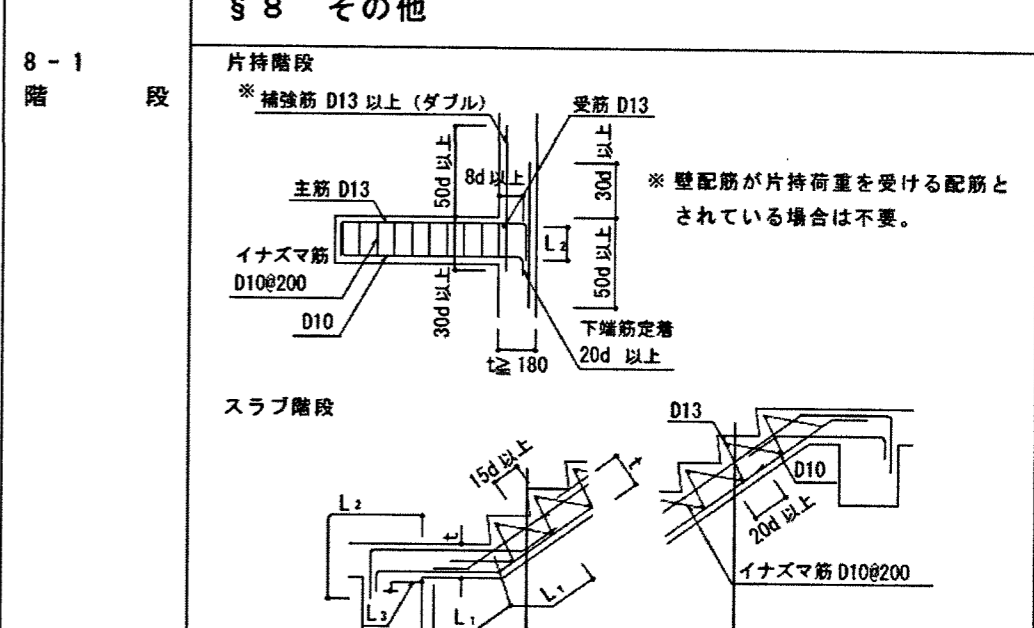 §8 その他
8-1
階 段
片持階段
※ 補強筋 D13 以上 (ダブル)
受筋 D13
50d 以上
8d 以上
30d 以上
※ 壁配筋が片持荷重を受ける配筋と
されている場合は不要。
主筋 D13
L2
イナズマ筋
D10@200
50d 以上
30d 以上
D10
下端筋定着
20d 以上
t≧180
スラブ階段
D13
15d 以上
t
D10
L2
t
20d 以上
イナズマ筋 D10@200
t
L1
L3
L1